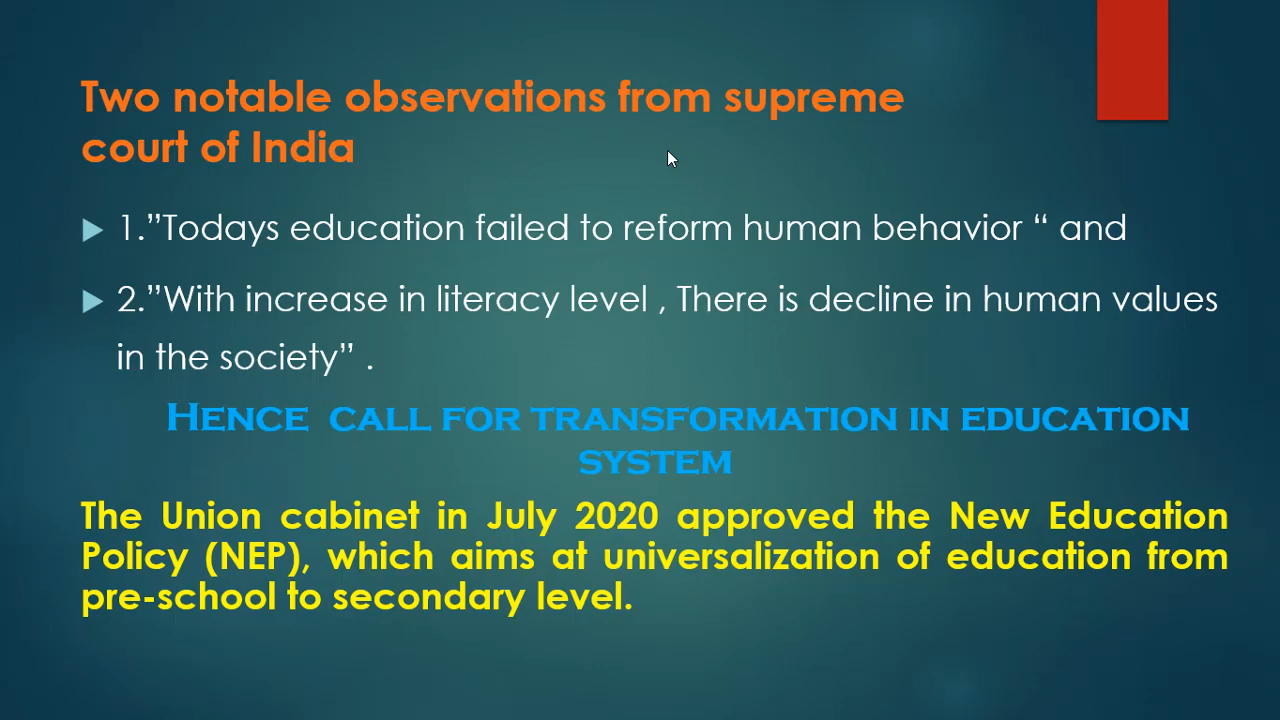 Two notable observations from supreme
court of India
1.”Todays education failed to reform human behavior “ and
2.”With increase in literacy level , There is decline in human values
in the society” .
Hence call for transformation in education
system
The Union cabinet in July 2020 approved the New Education
Policy (NEP), which aims at universalization of education from
pre-school to secondary level.